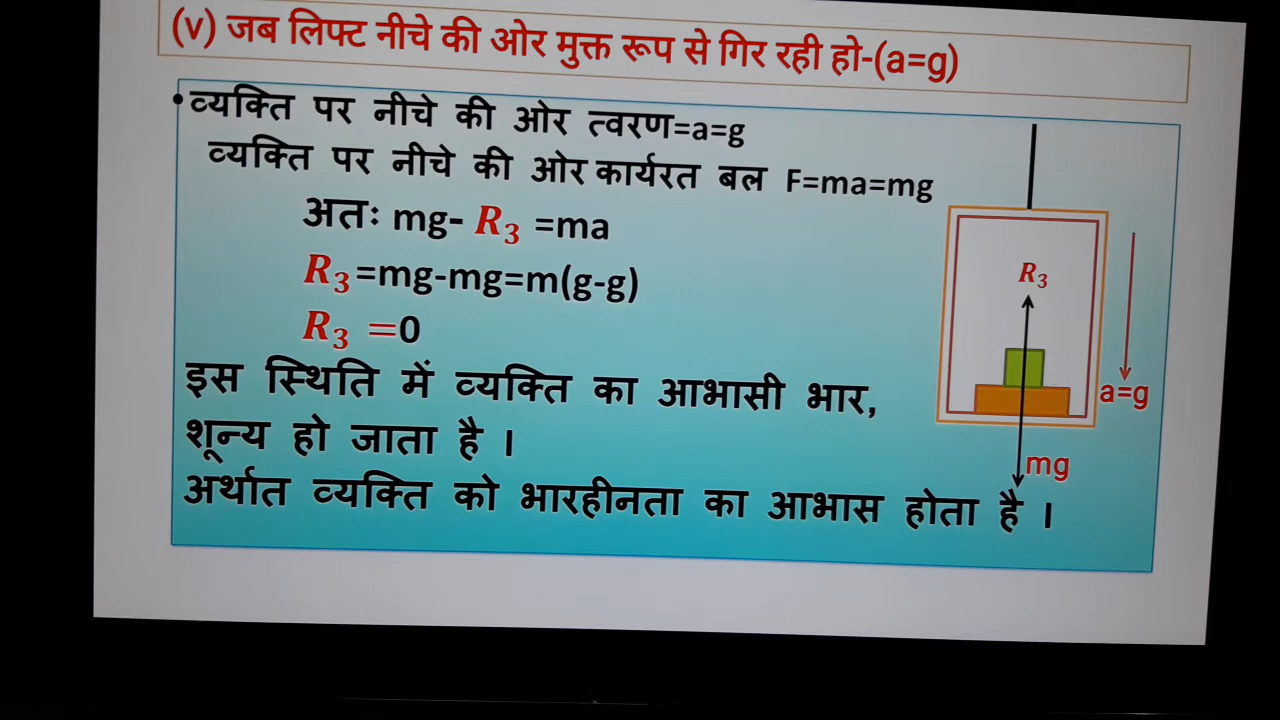 (v) जब लिफ्ट नीचे की ओर मुक्त रूप से गिर रही हो-(a=g)
•व्यक्ति पर नीचे की ओर त्वरण=a=g
व्यक्ति पर नीचे की ओर कार्यरत बल F=ma=mg
अतः mg- R₃ =ma
R₃=mg-mg=m(g-g)
R₃ =0
इस स्थिति में व्यक्ति का आभासी भार,
शून्य हो जाता है ।
अर्थात व्यक्ति को भारहीनता का आभास होता है ।
R₃
a=g
mg